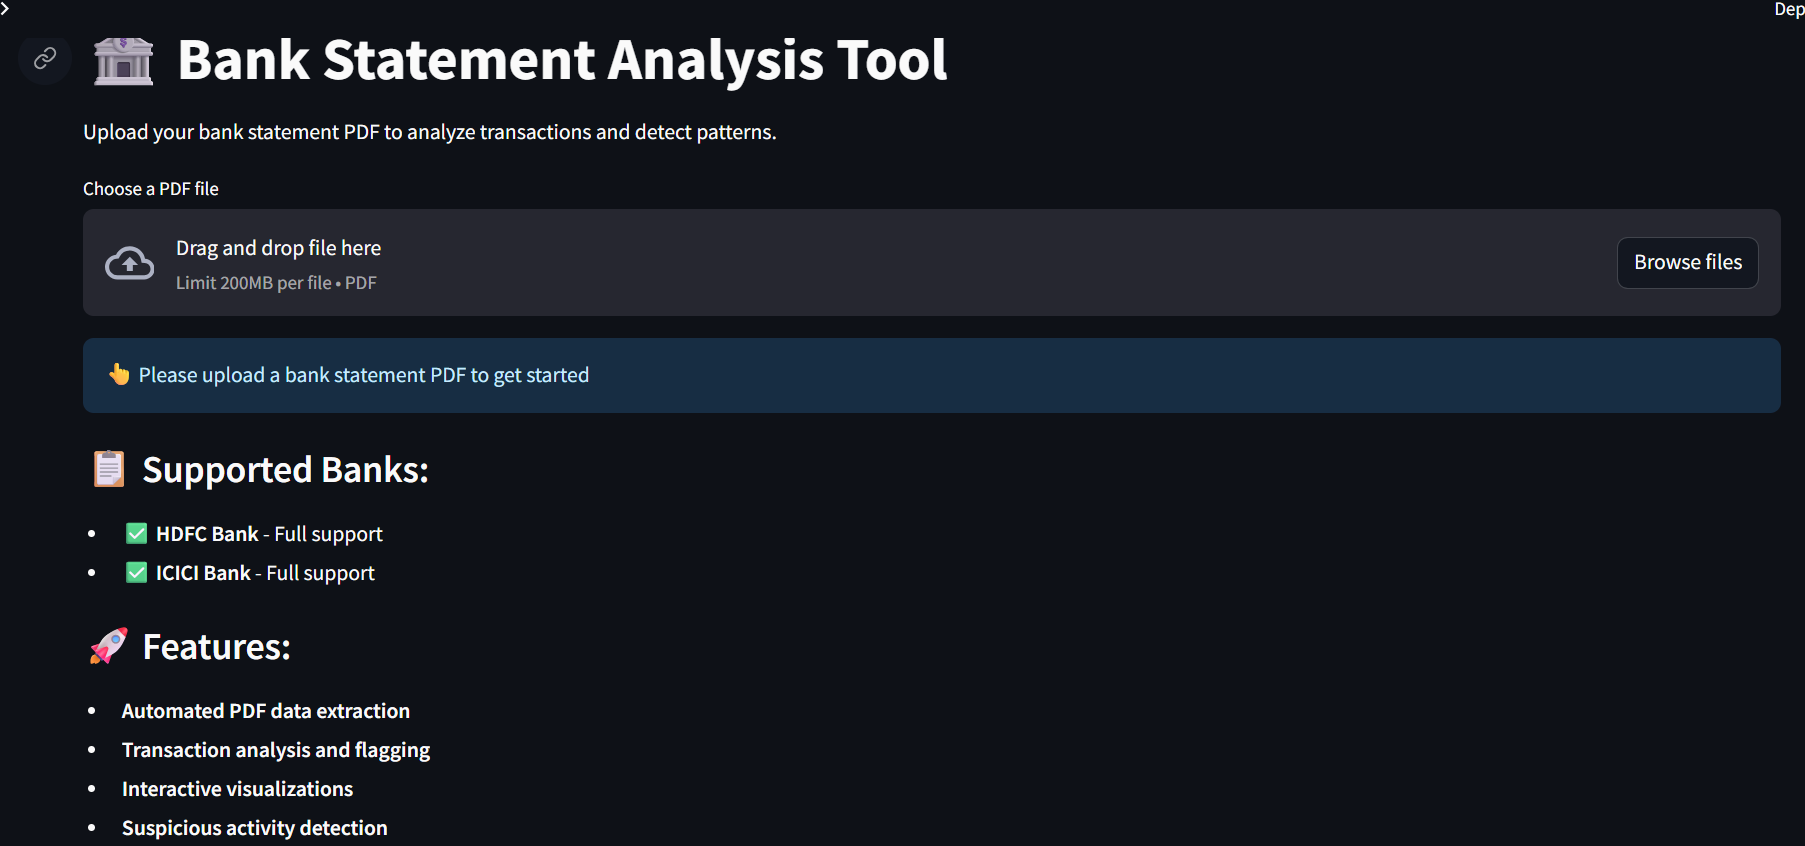 Dep
Bank Statement Analysis Tool
Upload your bank statement PDF to analyze transactions and detect patterns.
Choose a PDF file
Drag and drop file here
Limit 200MB per file • PDF
Browse files
Please upload a bank statement PDF to get started
Supported Banks:
• HDFC Bank - Full support
• ICICI Bank - Full support
Features:
• Automated PDF data extraction
• Transaction analysis and flagging
• Interactive visualizations
• Suspicious activity detection